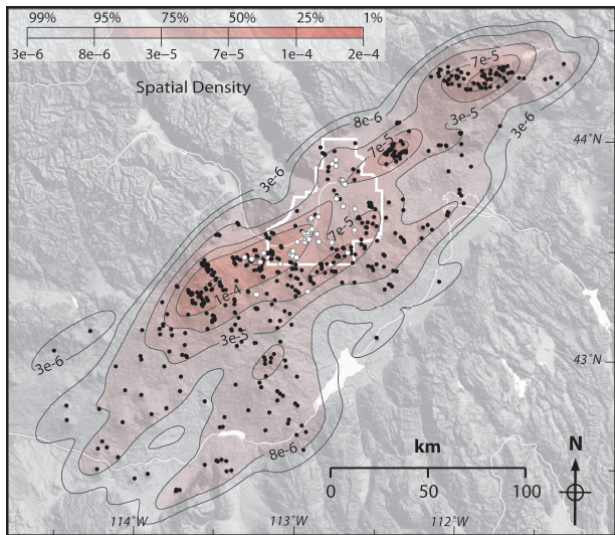 99% 95% 75% 50% 25% 1%
3e-6 8e-6 3e-5 7e-5 1e-4 2e-4
Spatial Density
7e-5
8e-6
3e-5
3e-6
44°N
7e-5
3e-6
7e-5
1e-4
3e-5
3e-6
43°N
8e-6
km
N
0 50 100
114°W 113°W 112°W